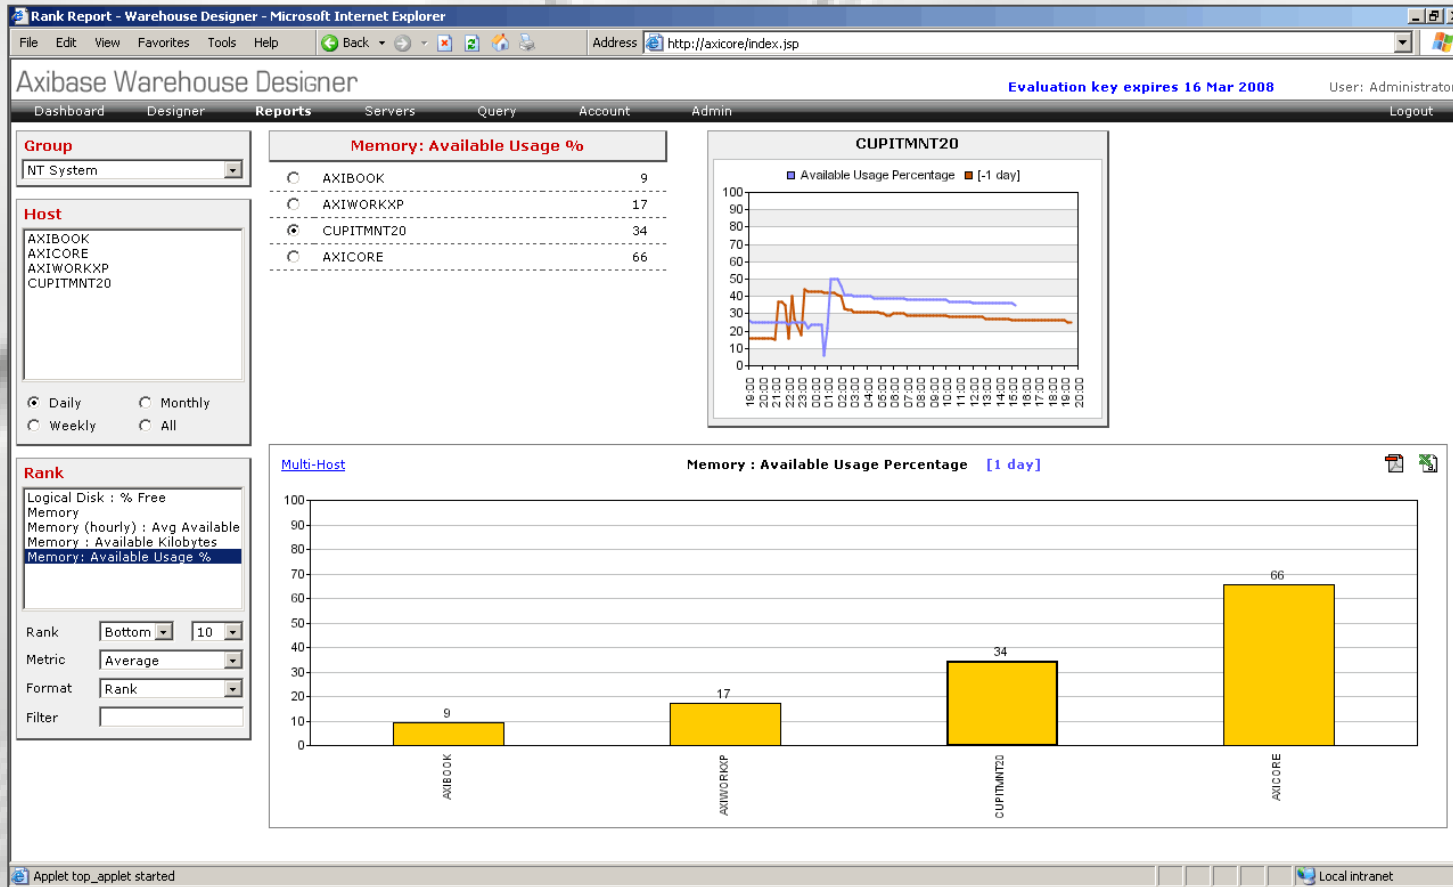 Rank Report - Warehouse Designer - Microsoft Internet Explorer
File Edit View Favorites Tools Help Back Address http://axicore/index.jsp
Axibase Warehouse Designer
Evaluation key expires 16 Mar 2008 User: Administrator
Dashboard Designer Reports Servers Query Account Admin Logout
Group
NT System
Host
AXIBOOK
AXICORE
AXIWORKXP
CUPITMNT20
Daily Monthly
Weekly All
Rank
Logical Disk : % Free
Memory
Memory (hourly) : Avg Available
Memory : Available Kilobytes
Memory: Available Usage %
Rank Bottom 10
Metric Average
Format Rank
Filter
Memory: Available Usage %
AXIBOOK 9
AXIWORKXP 17
CUPITMNT20 34
AXICORE 66
CUPITMNT20
Available Usage Percentage [-1 day]
100
90
80
70
60
50
40
30
20
10
0
19:00
20:00
21:00
22:00
23:00
00:00
01:00
02:00
03:00
04:00
05:00
06:00
07:00
08:00
09:00
10:00
11:00
12:00
13:00
14:00
15:00
16:00
17:00
18:00
19:00
20:00
Multi-Host Memory : Available Usage Percentage [1 day]
100
90
80
70
60
50
40
30
20
10
0
9
17
34
66
AXIBOOK
AXIWORKXP
CUPITMNT20
AXICORE
Applet top_applet started Local intranet